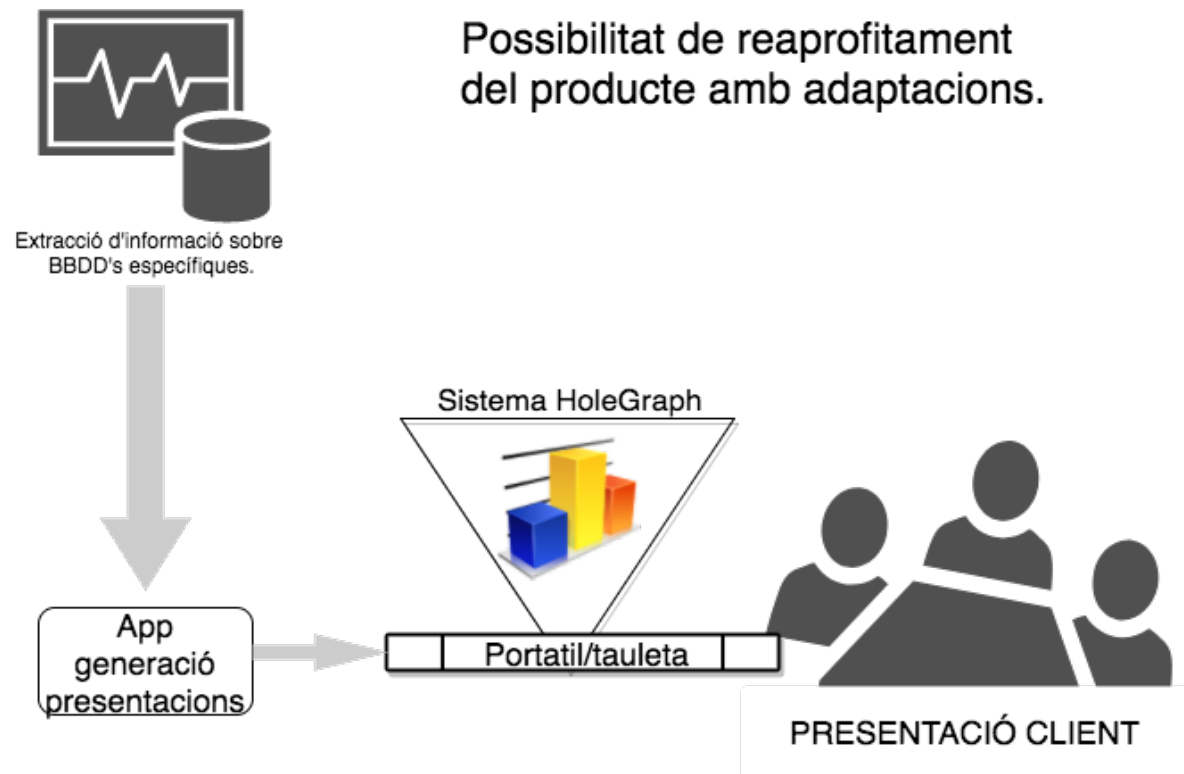 Possibilitat de reaprofitament
del producte amb adaptacions.
Extracció d'informació sobre
BBDD's específiques.
Sistema HoleGraph
App
generació
presentacions
Portatil/tauleta
PRESENTACIÓ CLIENT